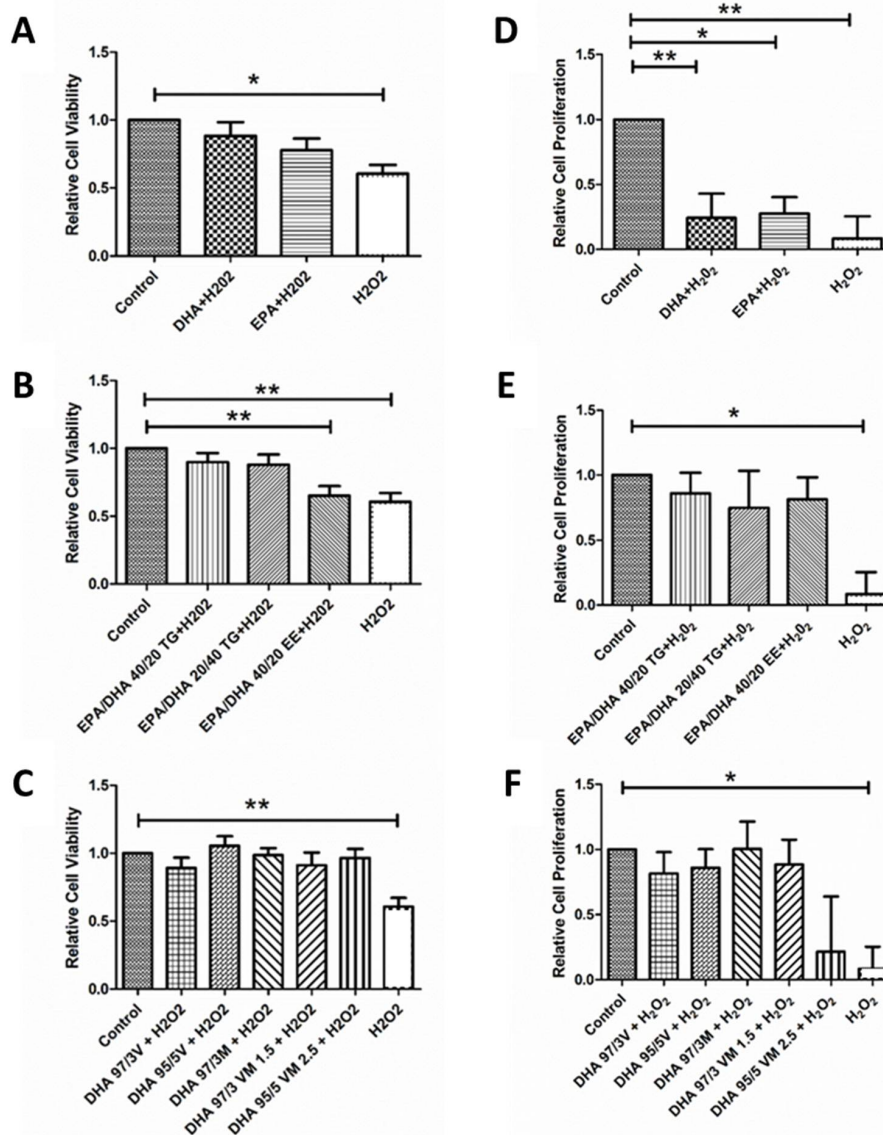 A
Relative Cell Viability
1.5
1.0
0.5
0.0
*
Control
DHA+H202
EPA+H202
H2O2
D
Relative Cell Proliferation
1.5
1.0
0.5
0.0
**
*
**
Control
DHA+H₂0₂
EPA+H₂0₂
H₂O₂
B
Relative Cell Viability
1.5
1.0
0.5
0.0
**
**
Control
EPA/DHA 40/20 TG+H202
EPA/DHA 20/40 TG+H202
EPA/DHA 40/20 EE+H202
H2O2
E
Relative Cell Proliferation
1.5
1.0
0.5
0.0
*
Control
EPA/DHA 40/20 TG+H₂0₂
EPA/DHA 20/40 TG+H₂0₂
EPA/DHA 40/20 EE+H₂0₂
H₂O₂
C
Relative Cell Viability
1.5
1.0
0.5
0.0
**
Control
DHA 97/3V + H2O2
DHA 95/5V + H2O2
DHA 97/3M + H2O2
DHA 97/3 VM 1.5 + H2O2
DHA 95/5 VM 2.5 + H2O2
H2O2
F
Relative Cell Proliferation
1.5
1.0
0.5
0.0
*
Control
DHA 97/3V + H₂O₂
DHA 95/5V + H₂O₂
DHA 97/3M + H₂O₂
DHA 97/3 VM 1.5 + H₂O₂
DHA 95/5 VM 2.5 + H₂O₂
H₂O₂